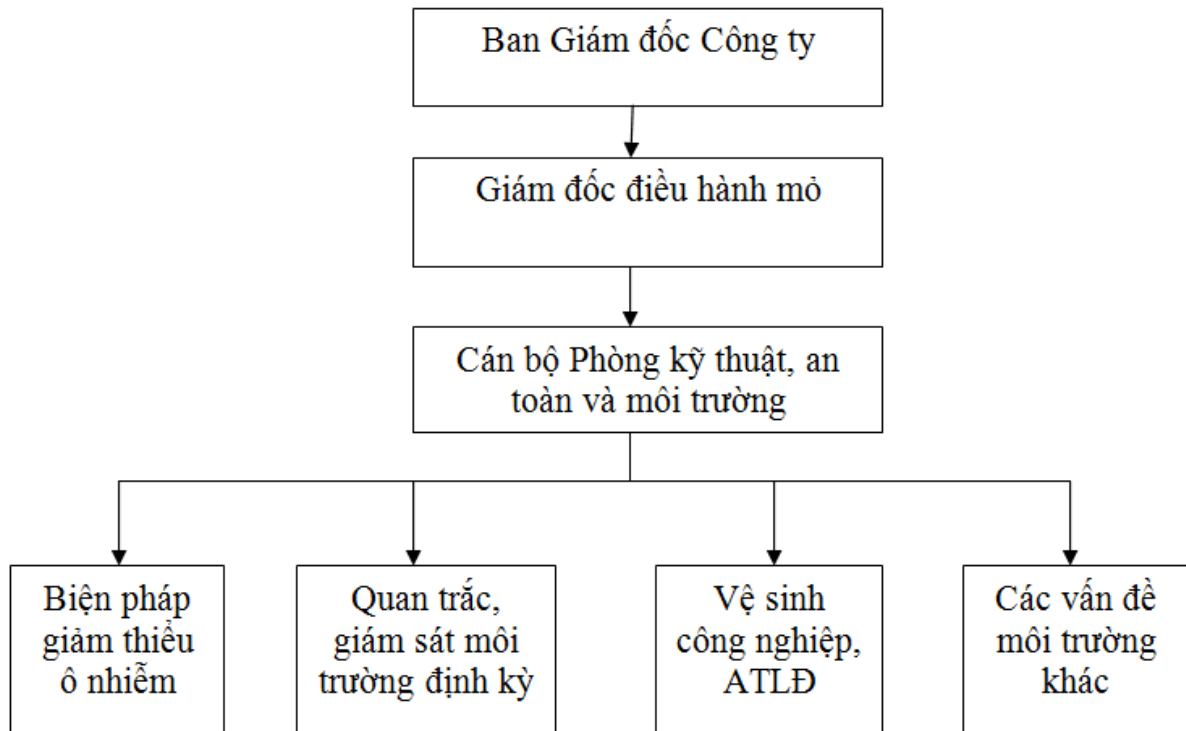 Ban Giám đốc Công ty
Giám đốc điều hành mỏ
Cán bộ Phòng kỹ thuật, an
toàn và môi trường
Biện pháp
giảm thiểu
ô nhiễm
Quan trắc,
giám sát môi
trường định kỳ
Vệ sinh
công nghiệp,
ATLĐ
Các vấn đề
môi trường
khác